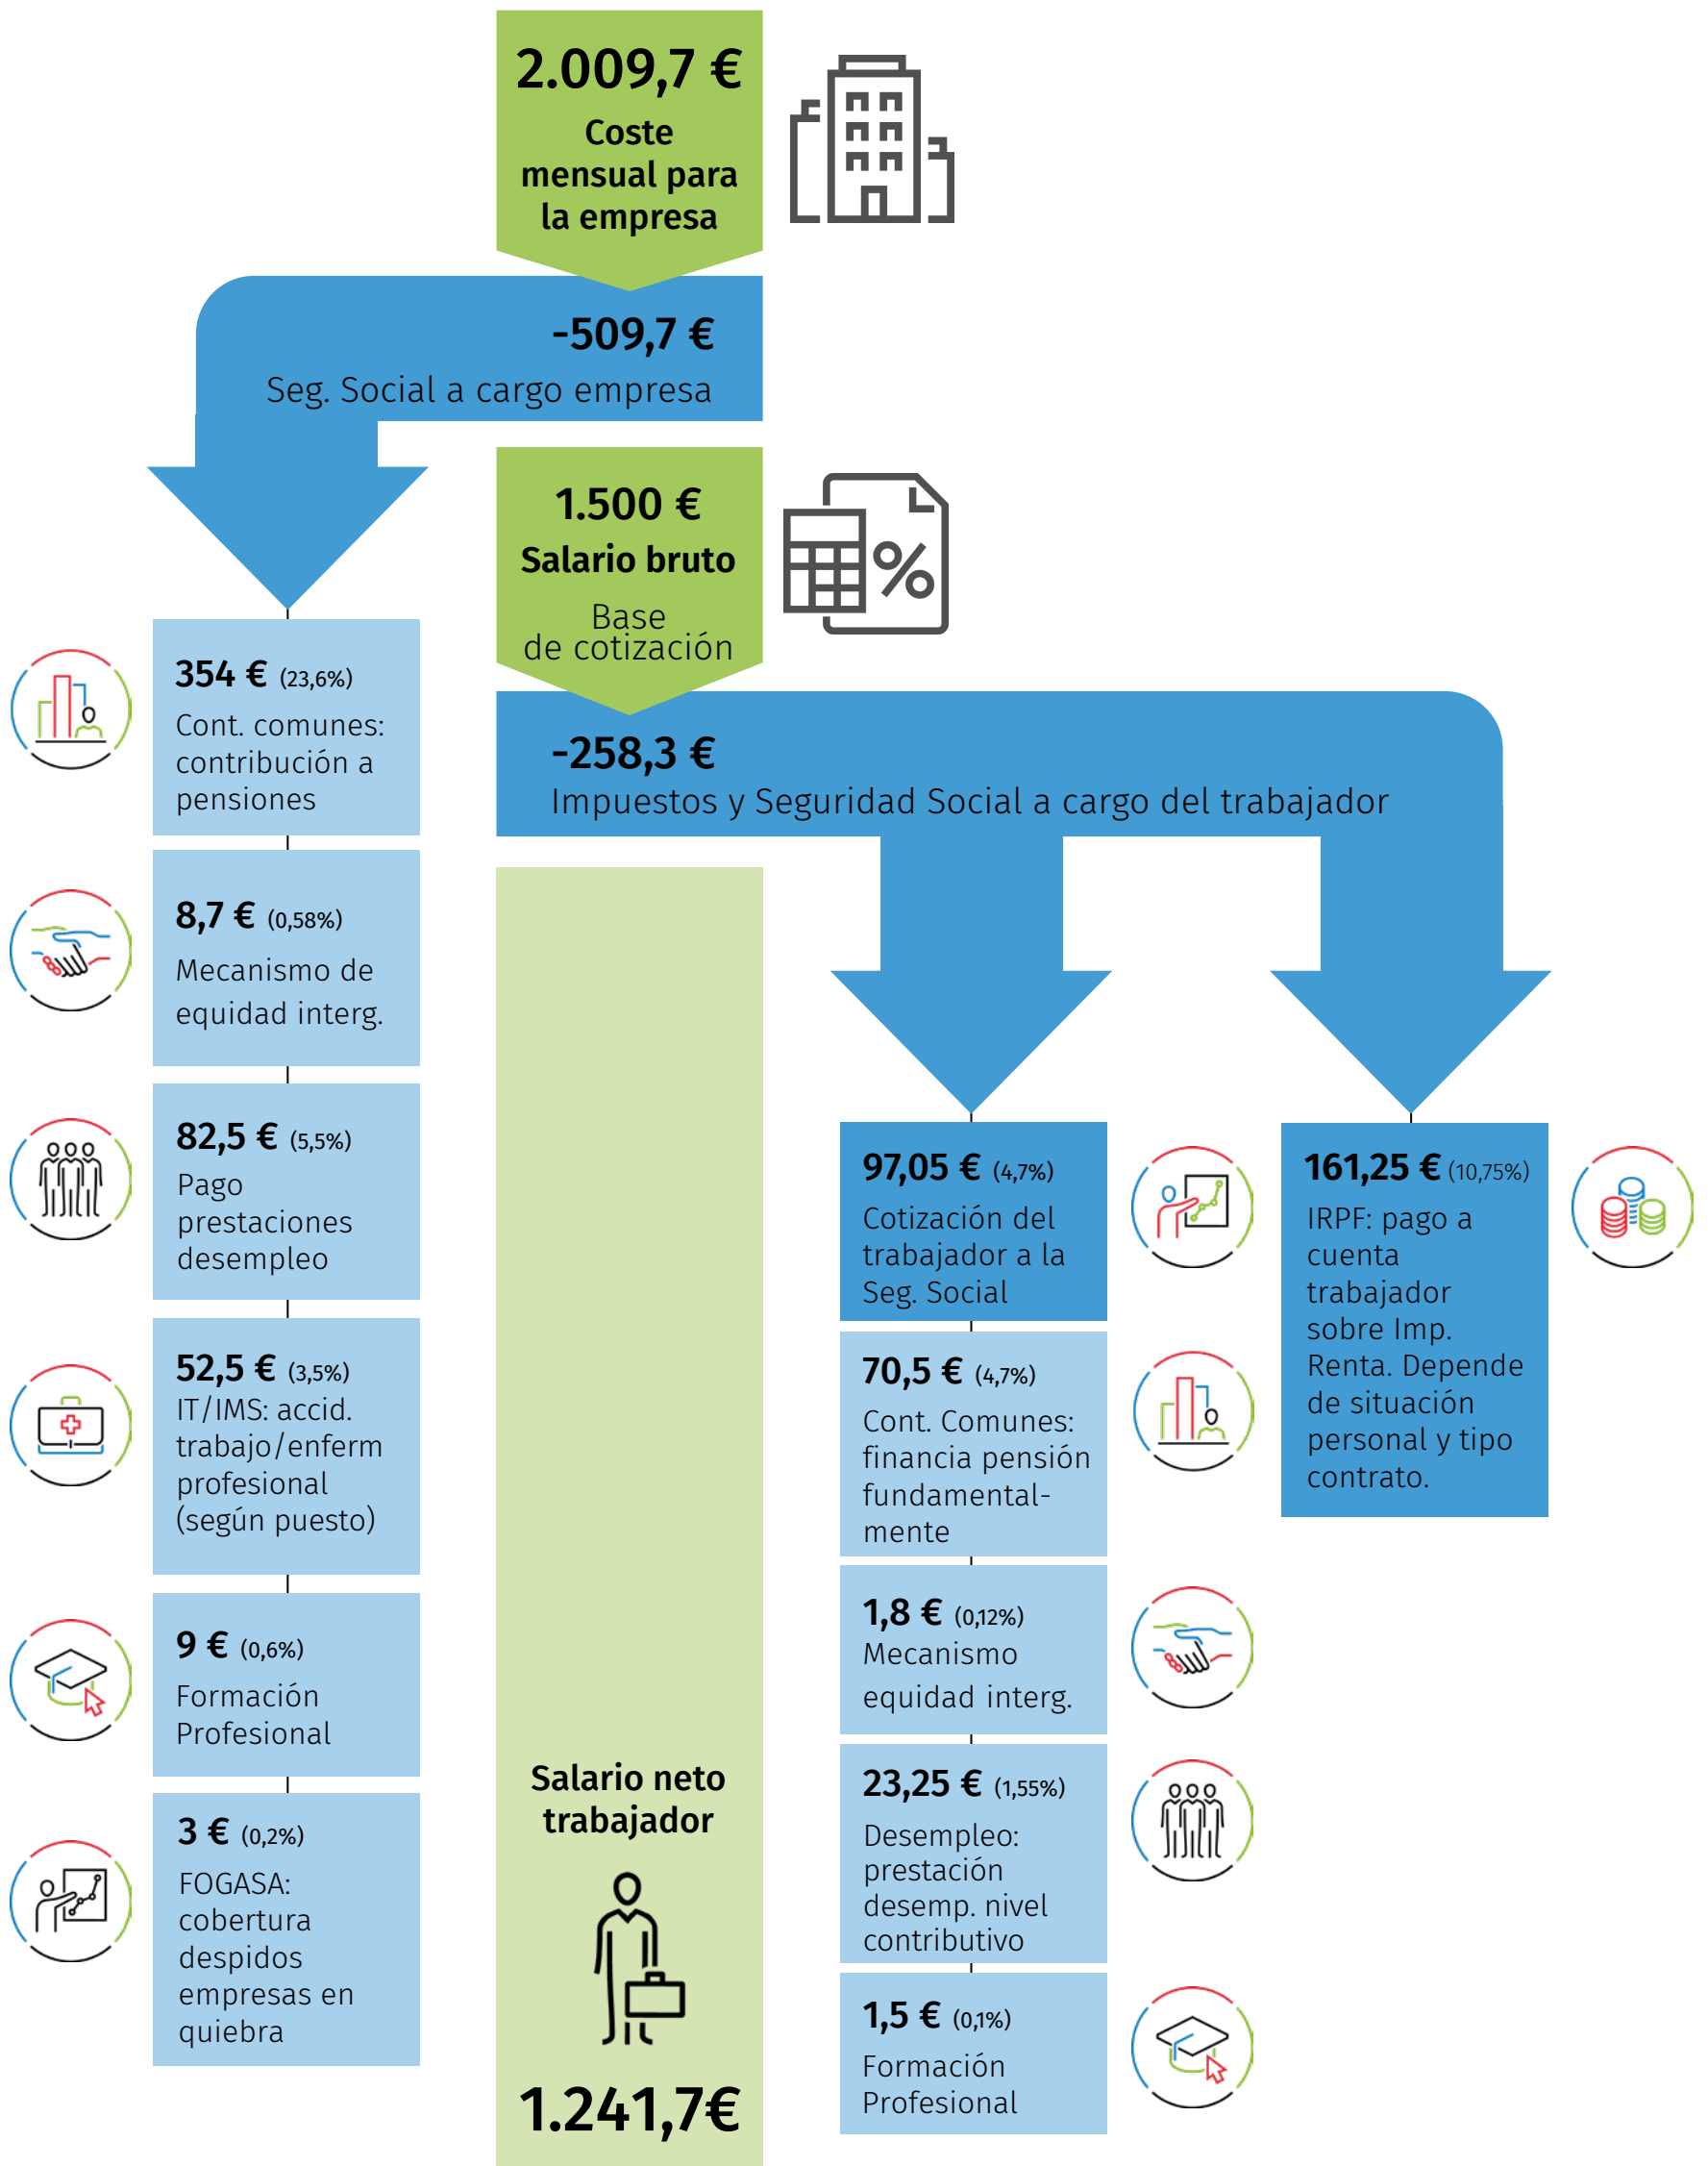 2.009,7 €
Coste
mensual para
la empresa
-509,7 €
Seg. Social a cargo empresa
1.500 €
Salario bruto
Base
de cotización
%
354 € (23,6%)
Cont. comunes:
contribución a
pensiones
8,7 € (0,58%)
Mecanismo de
equidad interg.
82,5 € (5,5%)
Pago
prestaciones
desempleo
52,5 € (3,5%)
IT/IMS: accid.
trabajo/enferm
profesional
(según puesto)
9 € (0,6%)
Formación
Profesional
3 € (0,2%)
FOGASA:
cobertura
despidos
empresas en
quiebra
-258,3 €
Impuestos y Seguridad Social a cargo del trabajador
97,05 € (4,7%)
Cotización del
trabajador a la
Seg. Social
70,5 € (4,7%)
Cont. Comunes:
financia pensión
fundamental-
mente
1,8 € (0,12%)
Mecanismo
equidad interg.
23,25 € (1,55%)
Desempleo:
prestación
desemp. nivel
contributivo
1,5 € (0,1%)
Formación
Profesional
161,25 € (10,75%)
IRPF: pago a
cuenta
trabajador
sobre Imp.
Renta. Depende
de situación
personal y tipo
contrato.
Salario neto
trabajador
1.241,7€